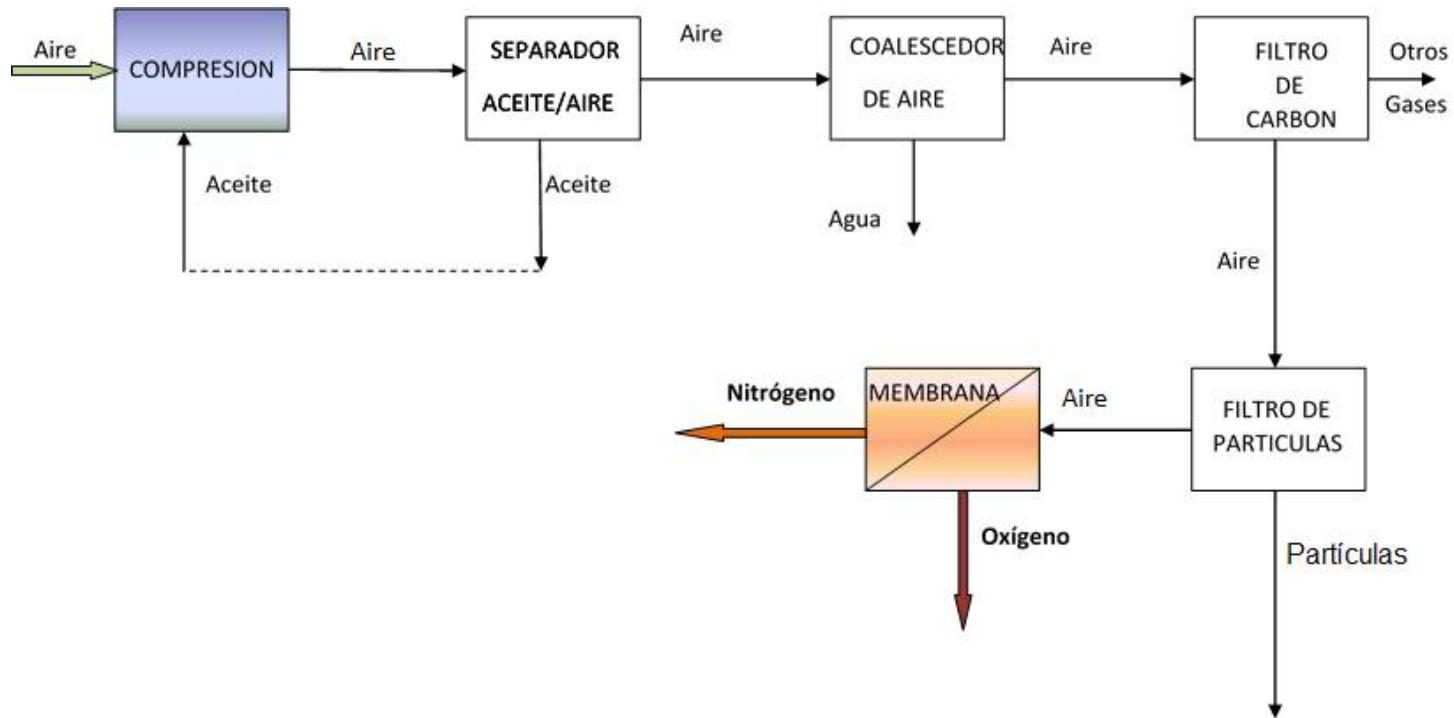 Aire
COMPRESION
Aire
SEPARADOR
ACEITE/AIRE
Aire
COALESCEDOR
DE AIRE
Aire
FILTRO
DE
CARBON
Otros
Gases
Aceite
Aceite
Agua
Aire
Nitrógeno
MEMBRANA
Aire
FILTRO DE
PARTICULAS
Oxígeno
Partículas